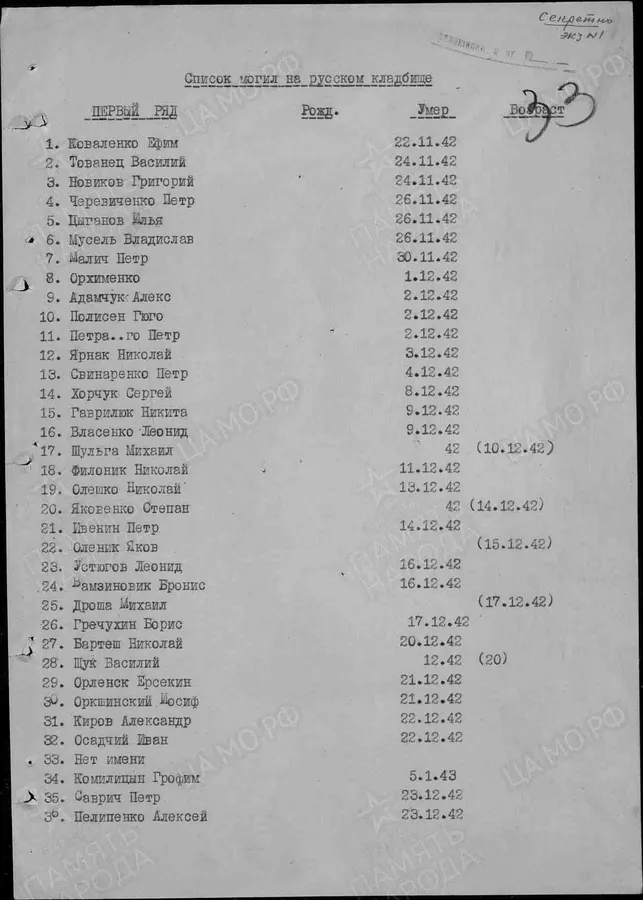 Секретно
экз №1
Список могил на русском кладбище
ПЕРВЫЙ РЯД Рожд. Умер Возраст
33
1. Коваленко Ефим 22.11.42
2. Тованец Василий 24.11.42
3. Новиков Григорий 24.11.42
4. Черевиченко Петр 26.11.42
5. Цыганов Илья 26.11.42
6. Мусель Владислав 26.11.42
7. Малич Петр 30.11.42
8. Орхименко 1.12.42
9. Адамчук Алекс 2.12.42
10. Полисен Гюго 2.12.42
11. Петра..го Петр 2.12.42
12. Ярнак Николай 3.12.42
13. Свинаренко Петр 4.12.42
14. Хорчук Сергей 8.12.42
15. Гаврилюк Никита 9.12.42
16. Власенко Леонид 9.12.42
17. Шульга Михаил 42 (10.12.42)
18. Филоник Николай 11.12.42
19. Олешко Николай 13.12.42
20. Яковенко Степан 42 (14.12.42)
21. Ивенин Петр 14.12.42
22. Оленик Яков (15.12.42)
23. Устюгов Леонид 16.12.42
24. Замзиновик Бронис 16.12.42
25. Дроша Михаил (17.12.42)
26. Гречухин Борис 17.12.42
27. Бартеш Николай 20.12.42
28. Щук Василий 12.42 (20)
29. Орленск Ерсекин 21.12.42
30. Оркшинский Иосиф 21.12.42
31. Киров Александр 22.12.42
32. Осадчий Иван 22.12.42
33. Нет имени
34. Комилицын Грофим 5.1.43
35. Саврич Петр 23.12.42
36. Пелипенко Алексей 23.12.42
ЦАМО.РФ
ПАМЯТЬ НАРОДА